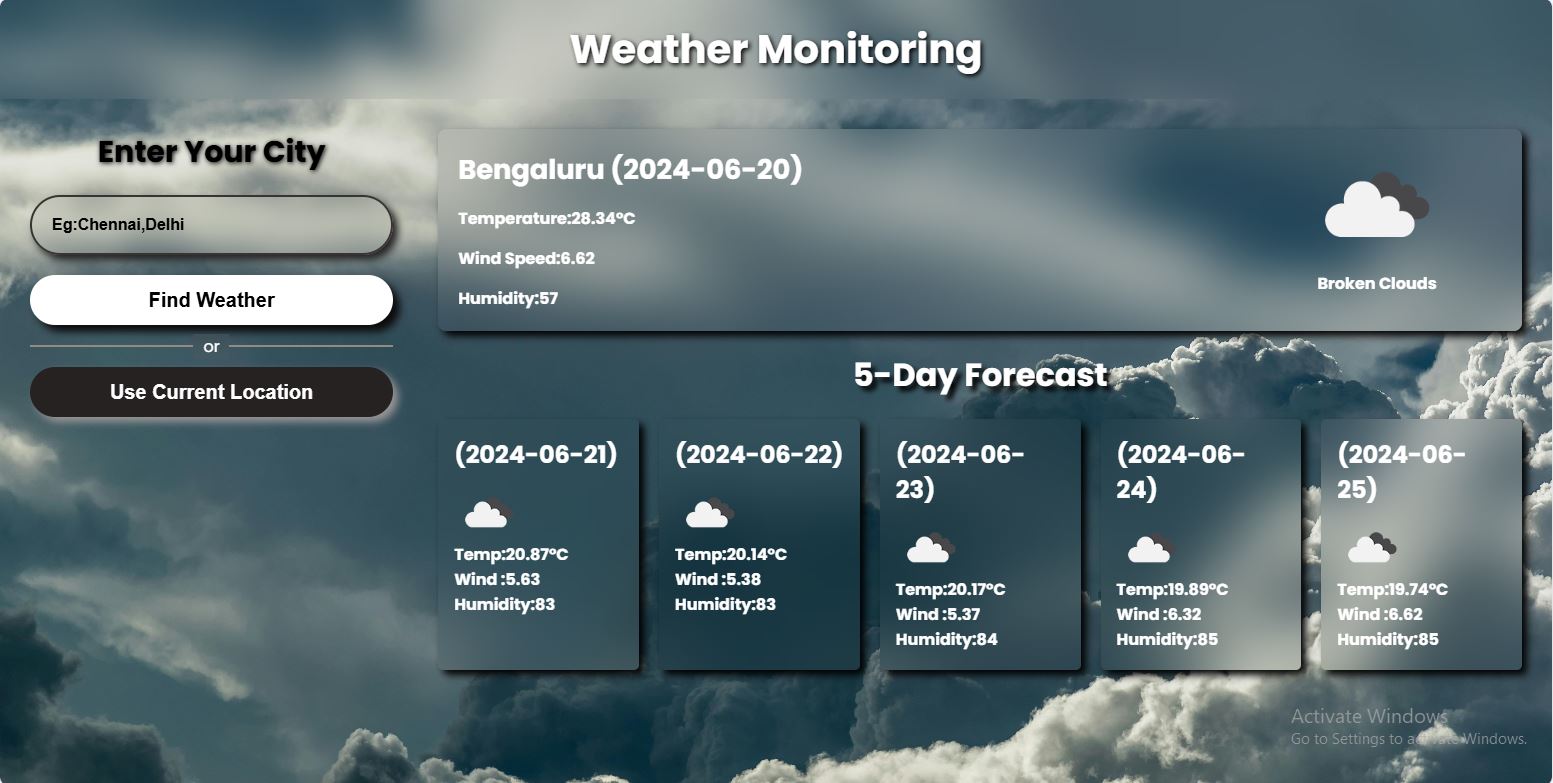 Weather Monitoring
Enter Your City
Eg:Chennai,Delhi
Find Weather
or
Use Current Location
Bengaluru (2024-06-20)
Temperature:28.34°C
Wind Speed:6.62
Humidity:57
Broken Clouds
5-Day Forecast
(2024-06-21)
Temp:20.87°C
Wind :5.63
Humidity:83
(2024-06-22)
Temp:20.14°C
Wind :5.38
Humidity:83
(2024-06-
23)
Temp:20.17°C
Wind :5.37
Humidity:84
(2024-06-
24)
Temp:19.89°C
Wind :6.32
Humidity:85
(2024-06-
25)
Temp:19.74°C
Wind :6.62
Humidity:85
Activate Windows
Go to Settings to activate Windows.